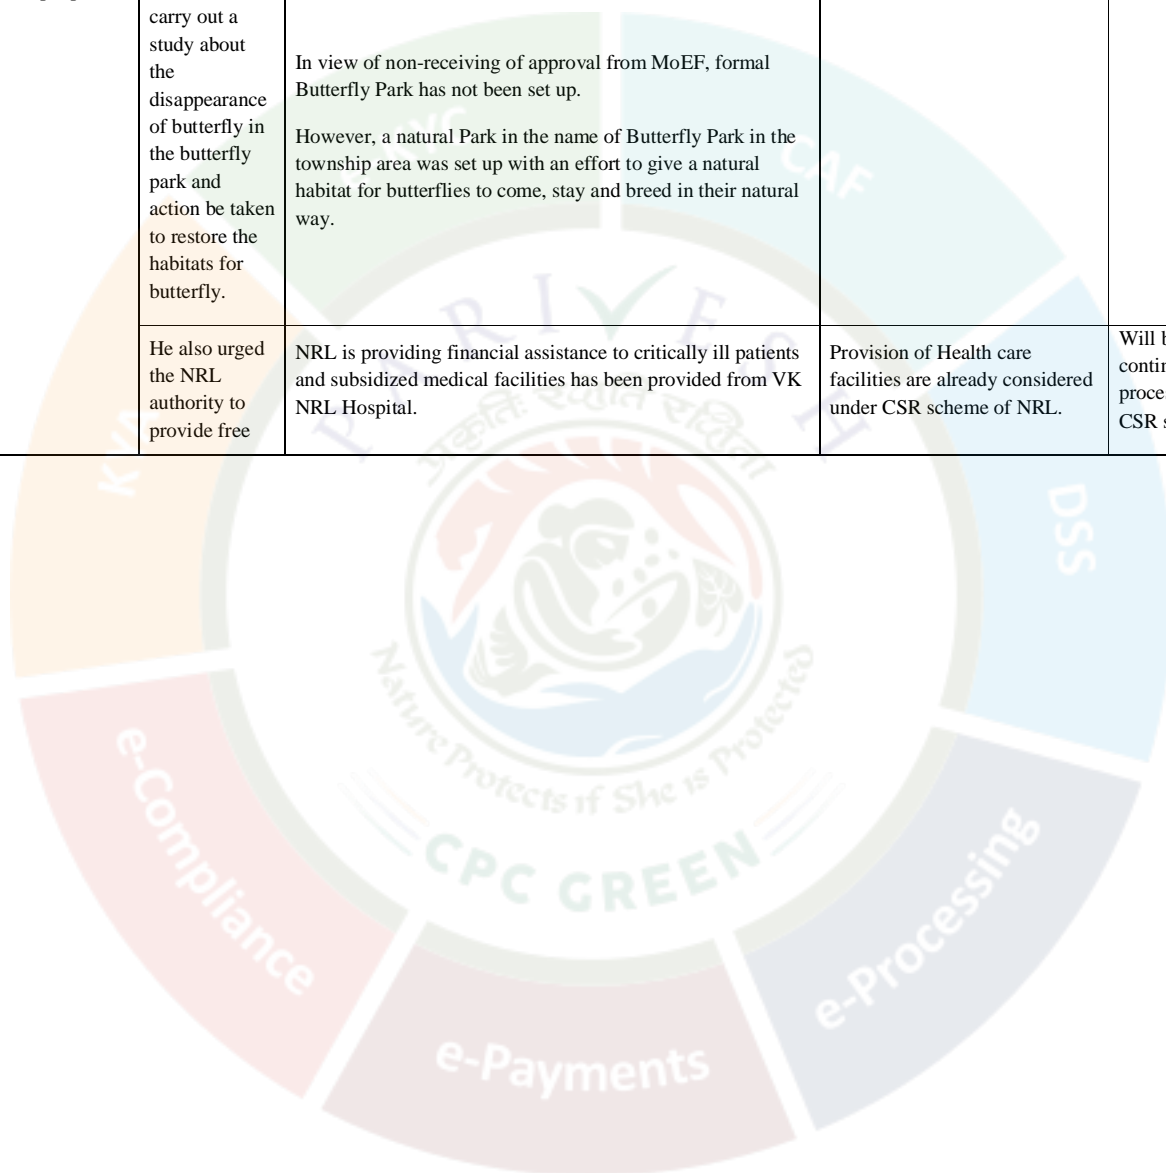 carry out a
study about
the
disappearance
of butterfly in
the butterfly
park and
action be taken
to restore the
habitats for
butterfly.
In view of non-receiving of approval from MoEF, formal
Butterfly Park has not been set up.
However, a natural Park in the name of Butterfly Park in the
township area was set up with an effort to give a natural
habitat for butterflies to come, stay and breed in their natural
way.
He also urged
the NRL
authority to
provide free
NRL is providing financial assistance to critically ill patients
and subsidized medical facilities has been provided from VK
NRL Hospital.
Provision of Health care
facilities are already considered
under CSR scheme of NRL.
Will
CSR
KYC
CAF
DSS
e-Processing
e-Payments
e-Compliance
PARIVESH
Nature Protects if She is Protected
CPC GREEN